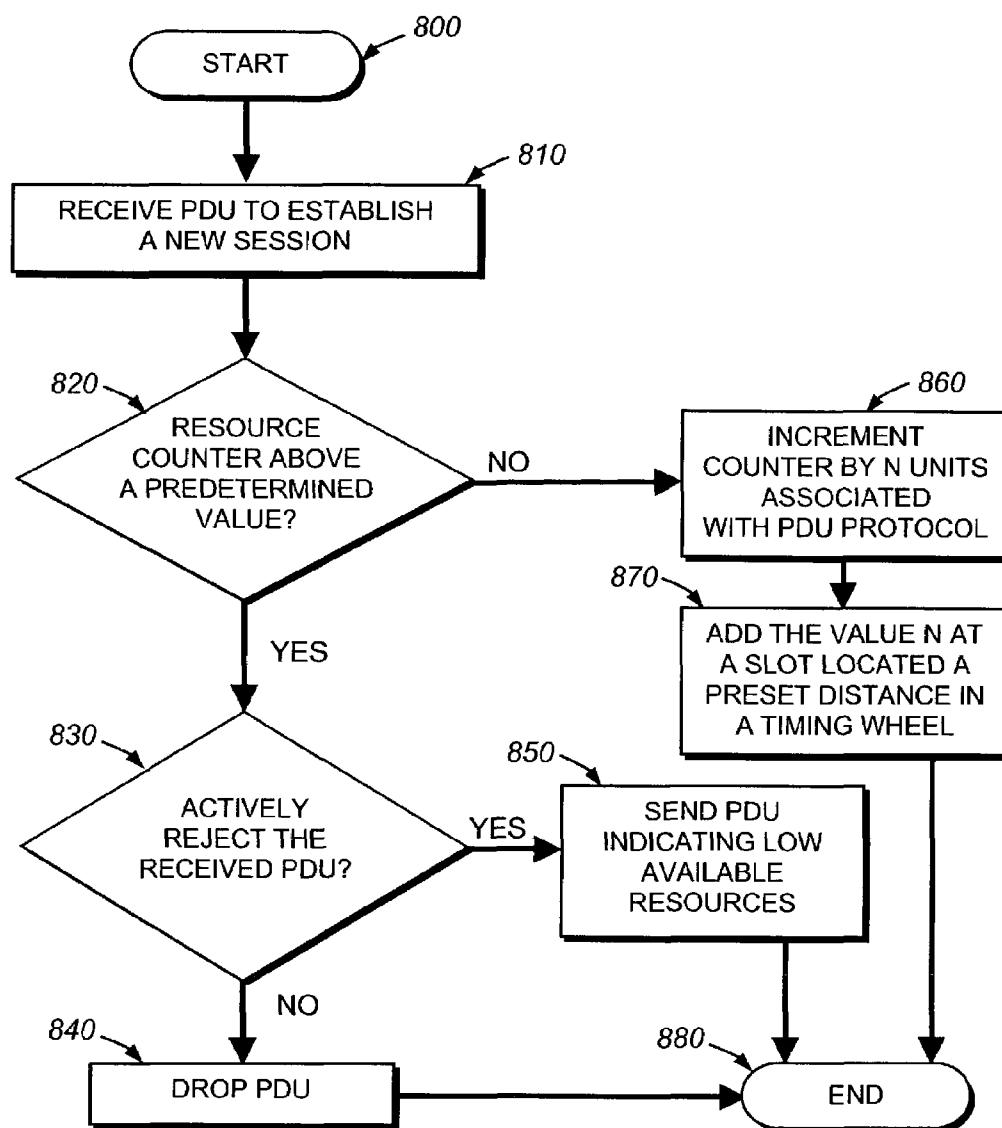 800
START
810
RECEIVE PDU TO ESTABLISH
A NEW SESSION
820
RESOURCE
COUNTER ABOVE
A PREDETERMINED
VALUE?
NO
860
INCREMENT
COUNTER BY N UNITS
ASSOCIATED
WITH PDU PROTOCOL
870
ADD THE VALUE N AT
A SLOT LOCATED A
PRESET DISTANCE IN
A TIMING WHEEL
YES
830
ACTIVELY
REJECT THE
RECEIVED PDU?
YES
850
SEND PDU
INDICATING LOW
AVAILABLE
RESOURCES
NO
840
DROP PDU
880
END